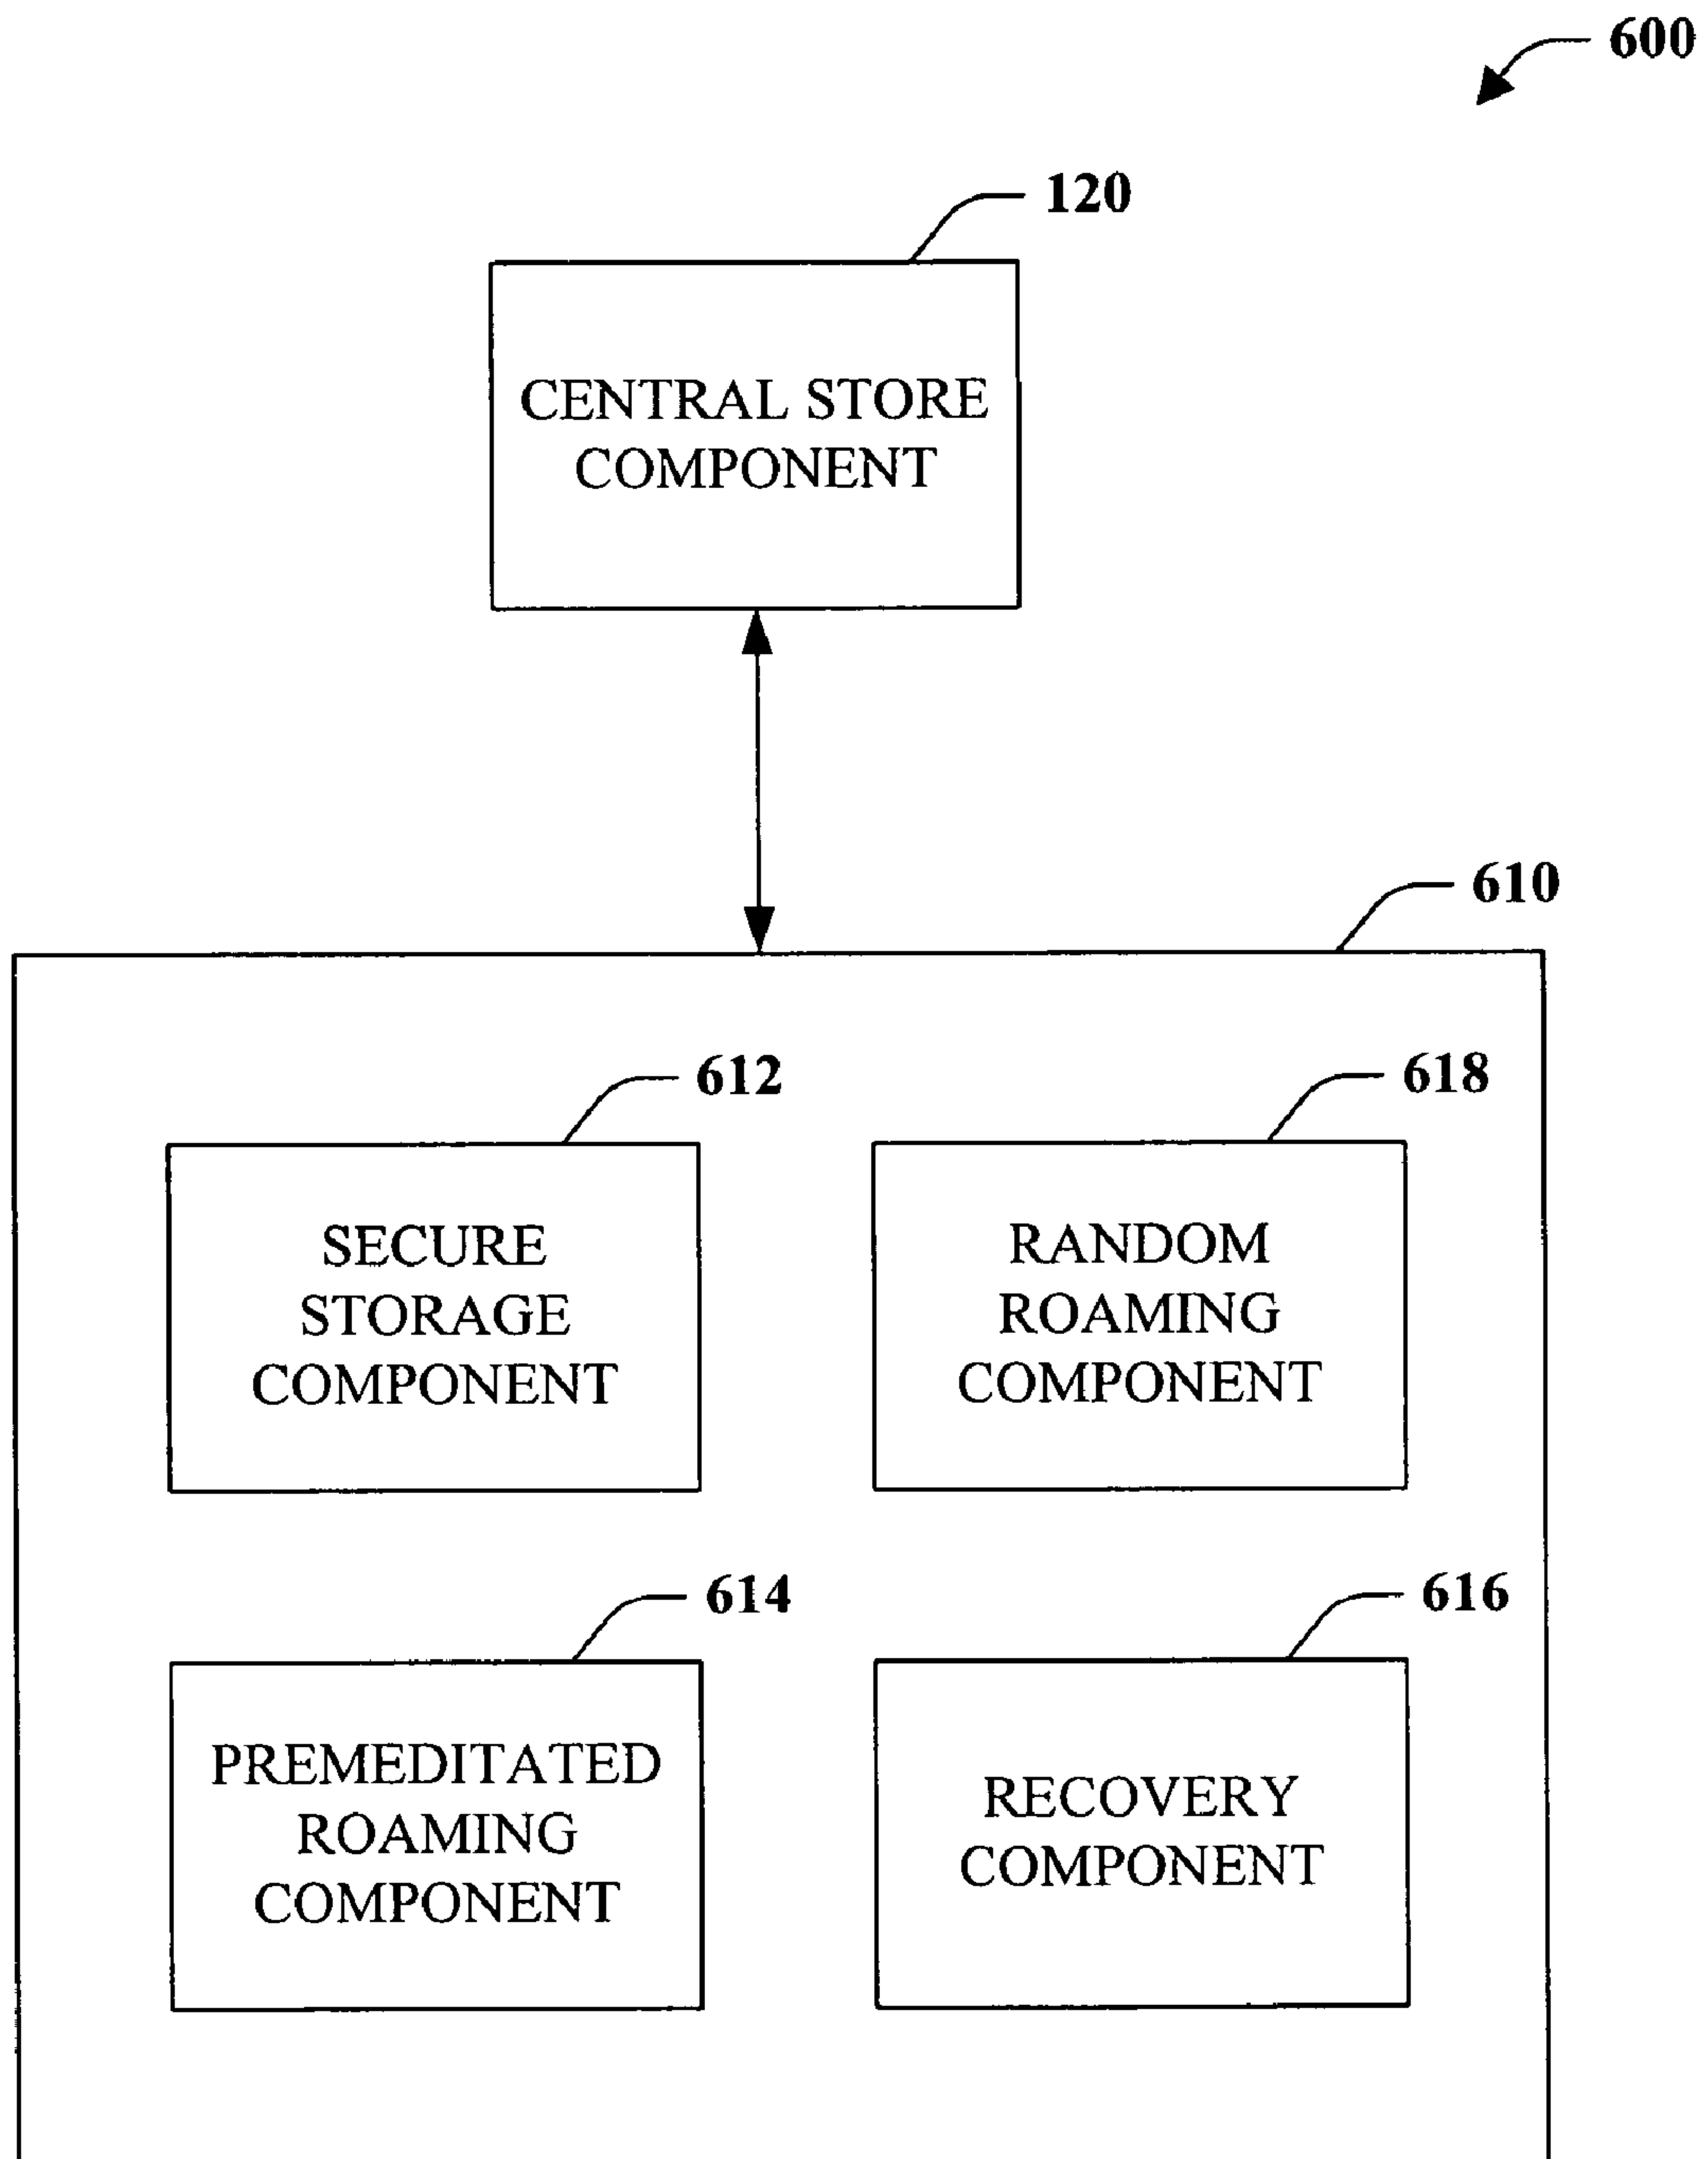 600
120
CENTRAL STORE
COMPONENT
610
612
SECURE
STORAGE
COMPONENT
618
RANDOM
ROAMING
COMPONENT
614
PREMEDITATED
ROAMING
COMPONENT
616
RECOVERY
COMPONENT